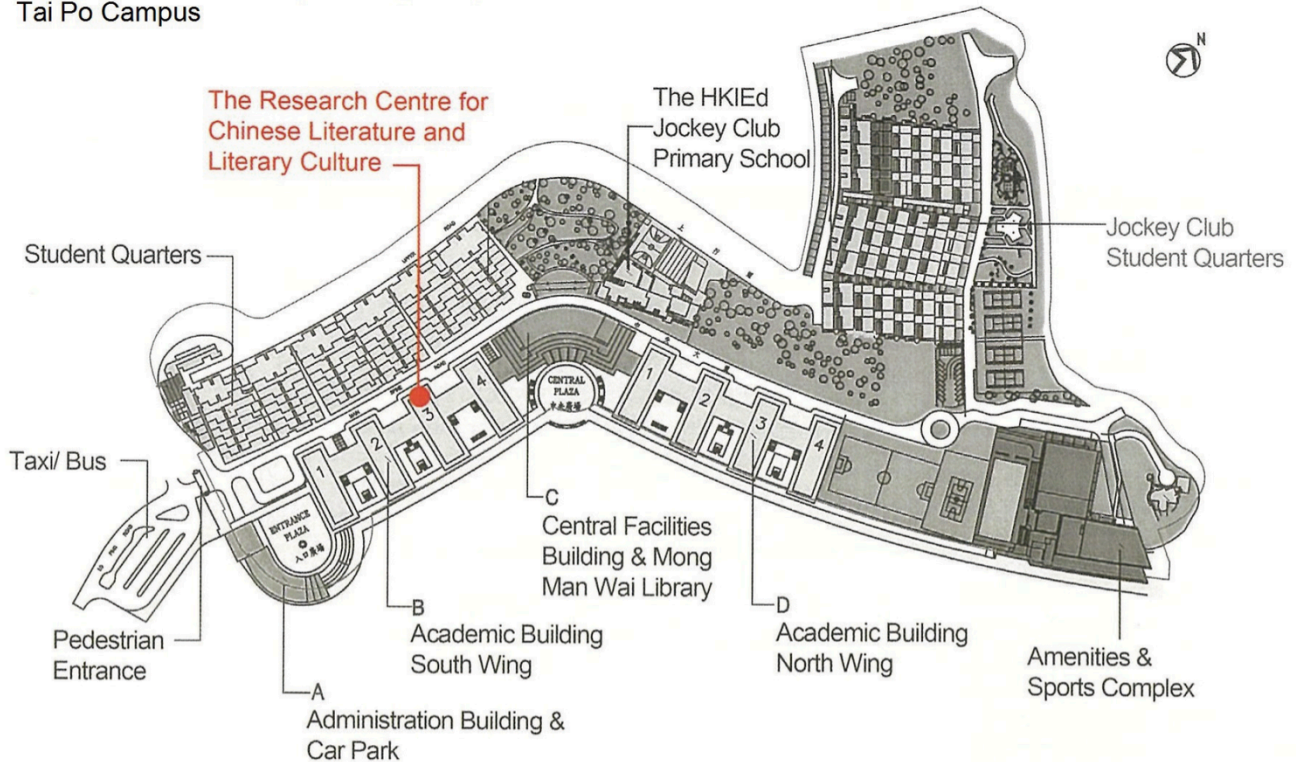 Tai Po Campus
N
The Research Centre for
Chinese Literature and
Literary Culture
The HKIEd
Jockey Club
Primary School
Jockey Club
Student Quarters
Student Quarters
Taxi/ Bus
Pedestrian
Entrance
ENTRANCE
PLAZA
入口廣場
CENTRAL
PLAZA
中央廣場
1
2
3
4
1
2
3
4
A
Administration Building &
Car Park
B
Academic Building
South Wing
C
Central Facilities
Building & Mong
Man Wai Library
D
Academic Building
North Wing
Amenities &
Sports Complex